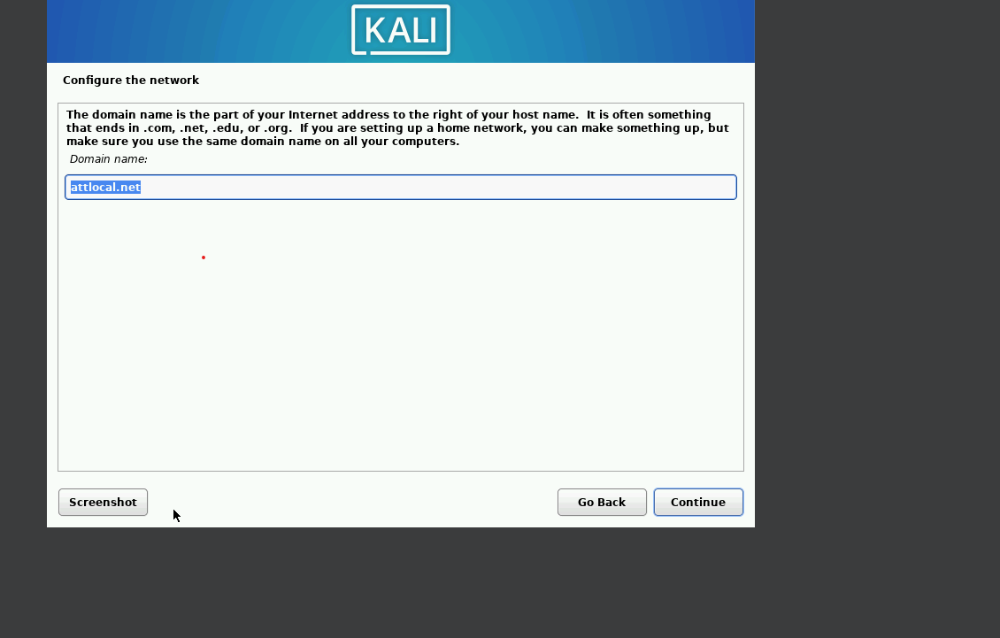 KALI
Configure the network
The domain name is the part of your Internet address to the right of your host name.  It is often something
that ends in .com, .net, .edu, or .org.  If you are setting up a home network, you can make something up, but
make sure you use the same domain name on all your computers.
Domain name:
attlocal.net
Screenshot
Go Back
Continue